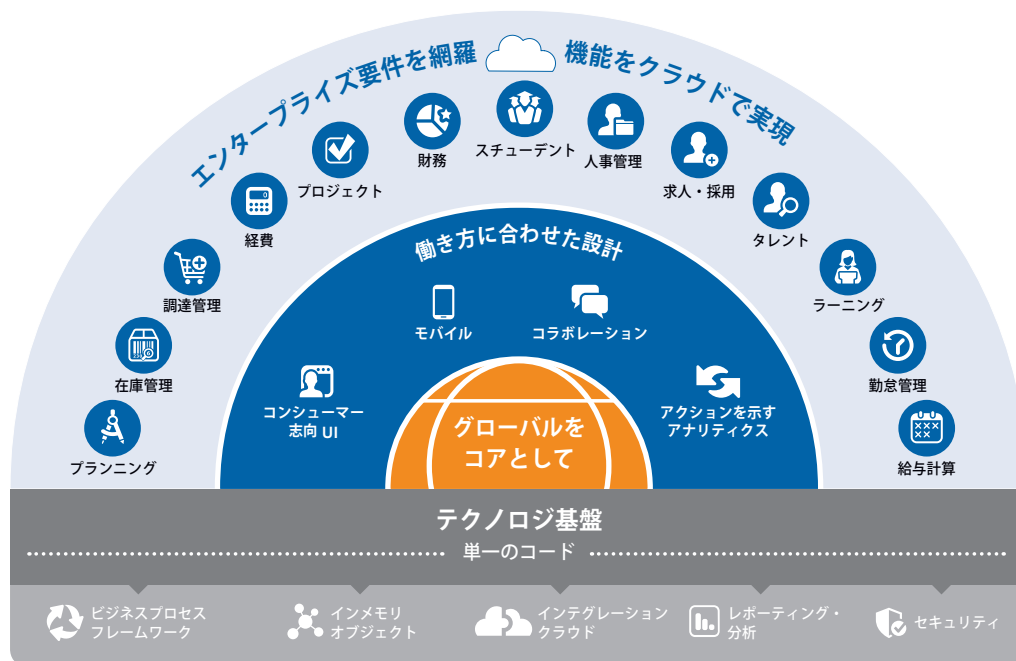 エンタープライズ要件を網羅
機能をクラウドで実現
プランニング
在庫管理
調達管理
経費
プロジェクト
財務
スチューデント
人事管理
求人・採用
タレント
ラーニング
勤怠管理
給与計算
働き方に合わせた設計
コンシューマー
志向 UI
モバイル
コラボレーション
アクションを示す
アナリティクス
グローバルを
コアとして
テクノロジ基盤
単一のコード
ビジネスプロセス
フレームワーク
インメモリ
オブジェクト
インテグレーション
クラウド
レポーティング・
分析
セキュリティ